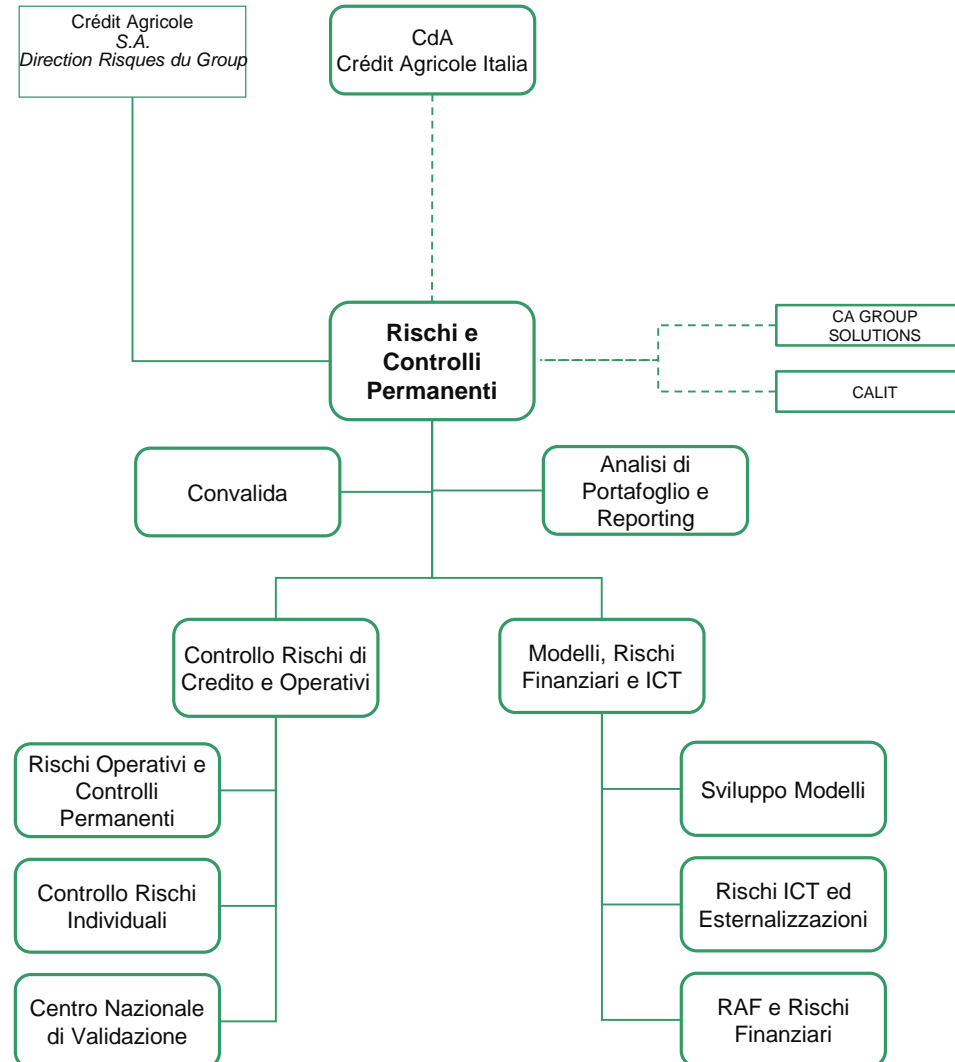 Crédit Agricole
S.A.
Direction Risques du Group
CdA
Crédit Agricole Italia
Rischi e
Controlli
Permanenti
CA GROUP
SOLUTIONS
CALIT
Convalida
Analisi di
Portafoglio e
Reporting
Controllo Rischi di
Credito e Operativi
Modelli, Rischi
Finanziari e ICT
Rischi Operativi e
Controlli
Permanenti
Sviluppo Modelli
Controllo Rischi
Individuali
Rischi ICT ed
Esternalizzazioni
Centro Nazionale
di Validazione
RAF e Rischi
Finanziari